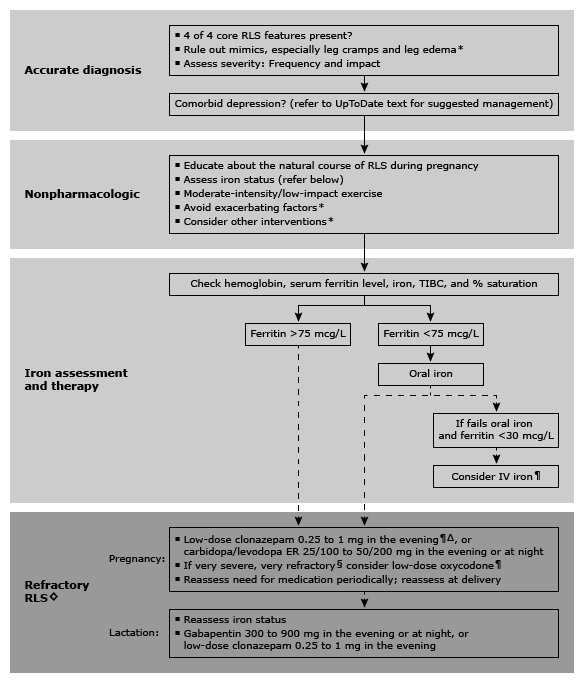 Accurate diagnosis
▪ 4 of 4 core RLS features present?
▪ Rule out mimics, especially leg cramps and leg edema*
▪ Assess severity: Frequency and impact
Comorbid depression? (refer to UpToDate text for suggested management)
Nonpharmacologic
▪ Educate about the natural course of RLS during pregnancy
▪ Assess iron status (refer below)
▪ Moderate-intensity/low-impact exercise
▪ Avoid exacerbating factors*
▪ Consider other interventions*
Iron assessment
and therapy
Check hemoglobin, serum ferritin level, iron, TIBC, and % saturation
Ferritin >75 mcg/L
Ferritin <75 mcg/L
Oral iron
If fails oral iron
and ferritin <30 mcg/L
Consider IV iron¶
Refractory
RLS◊
Pregnancy:
▪ Low-dose clonazepam 0.25 to 1 mg in the evening¶Δ, or
carbidopa/levodopa ER 25/100 to 50/200 mg in the evening or at night
▪ If very severe, very refractory§ consider low-dose oxycodone¶
▪ Reassess need for medication periodically; reassess at delivery
Lactation:
▪ Reassess iron status
▪ Gabapentin 300 to 900 mg in the evening or at night, or
low-dose clonazepam 0.25 to 1 mg in the evening